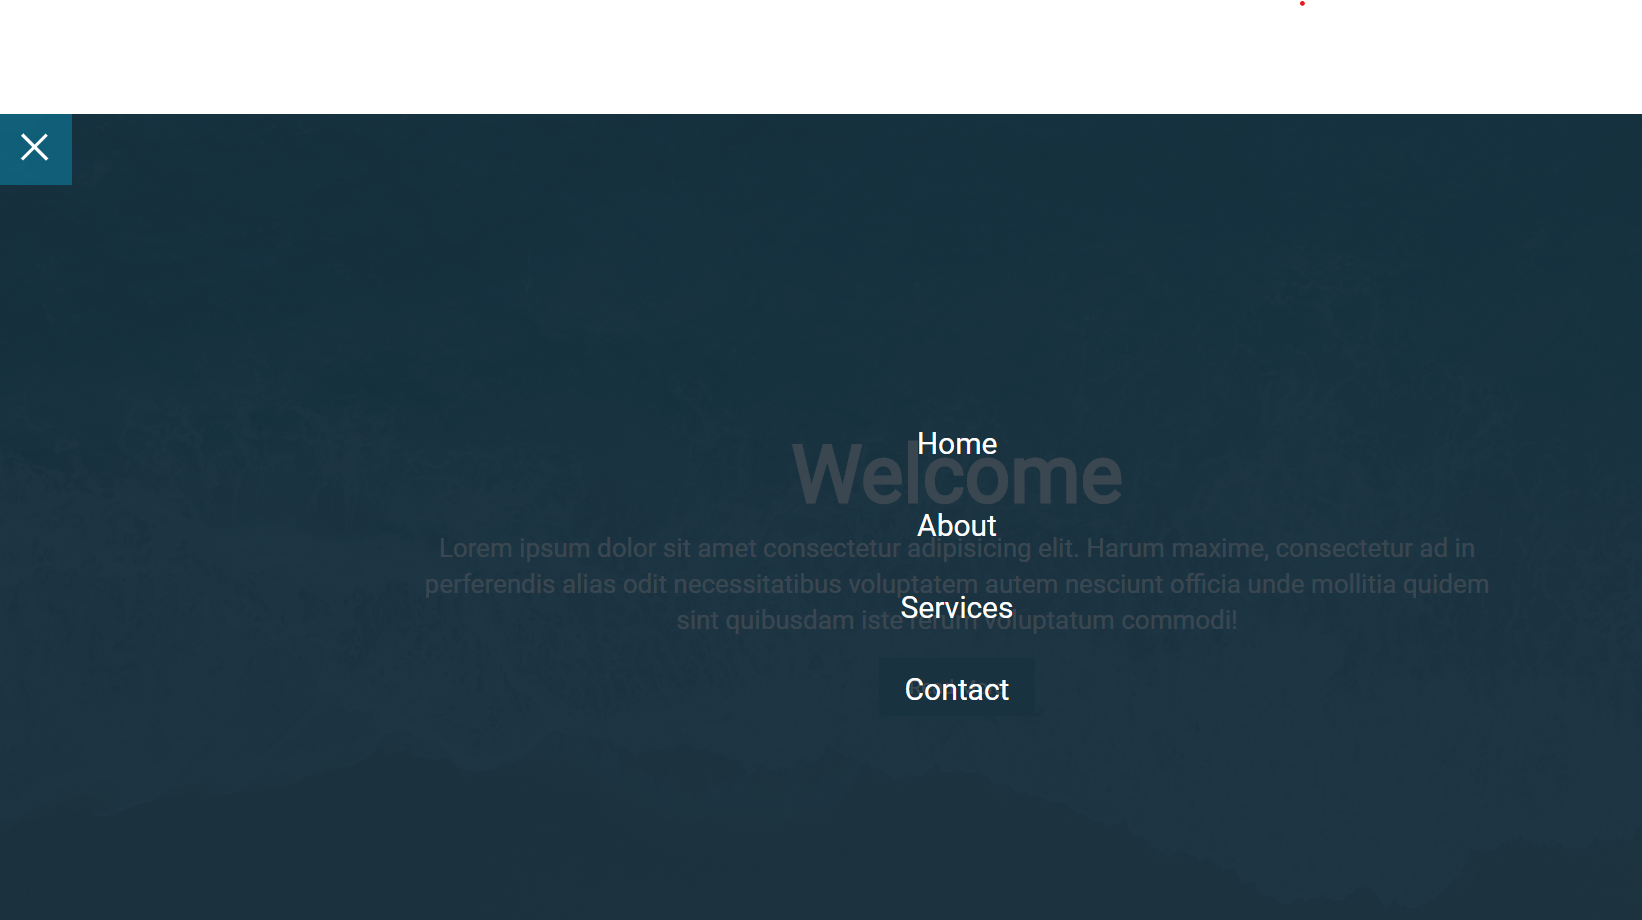 Home
Welcome
About
Lorem ipsum dolor sit amet consectetur adipisicing elit. Harum maxime, consectetur ad in
perferendis alias odit necessitatibus voluptatem autem nesciunt officia unde mollitia quidem
Services
sint quibusdam iste rerum voluptatum commodi!
Contact